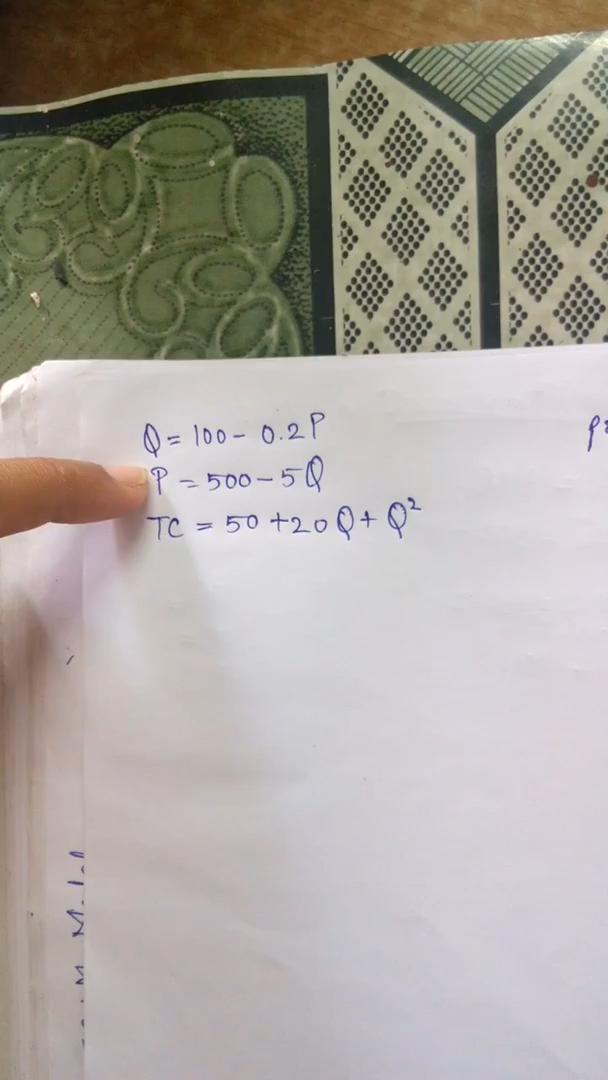 Q = 100 - 0.2P
P = 500 - 5Q
TC = 50 + 20Q + Q²